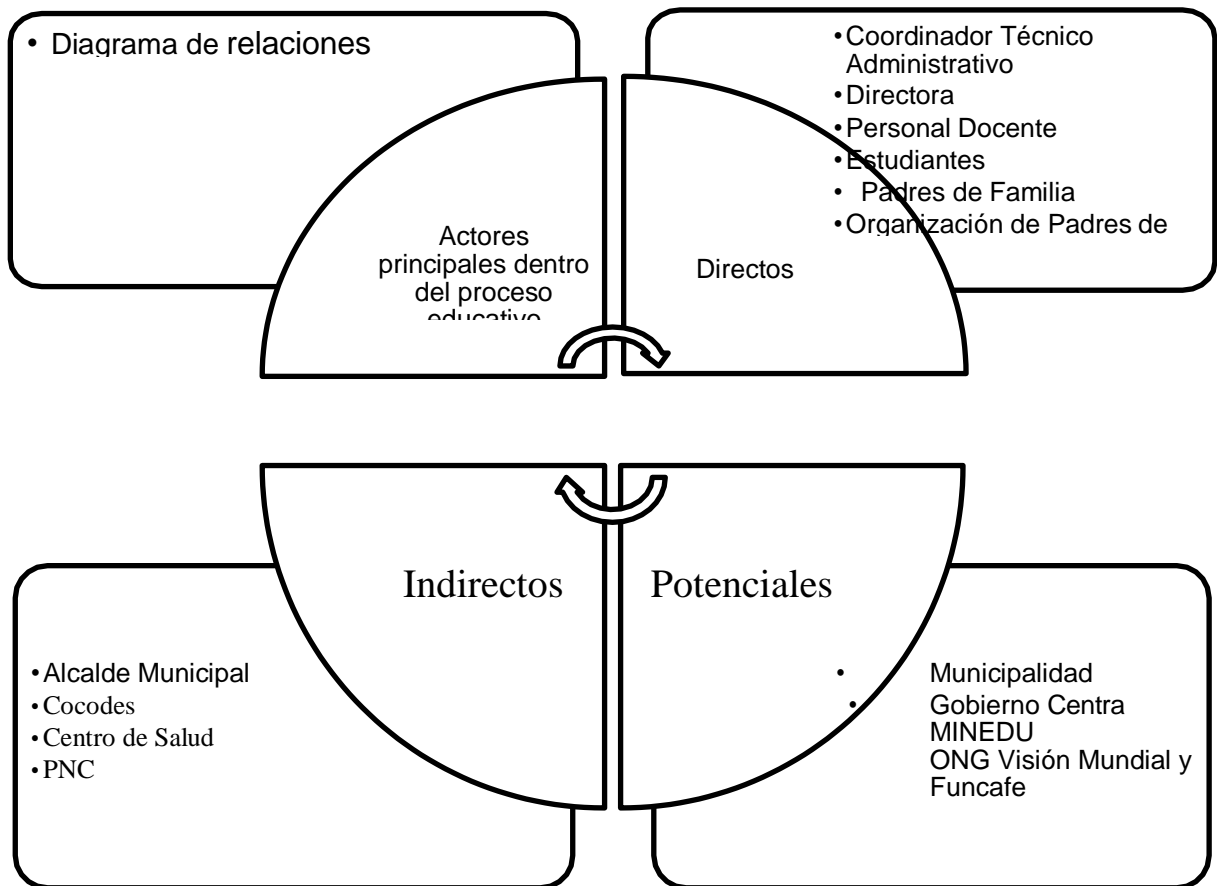 • Diagrama de relaciones
•Coordinador Técnico
Administrativo
•Directora
•Personal Docente
•Estudiantes
• Padres de Familia
•Organización de Padres de
Actores
principales dentro
del proceso
educativo
Directos
Indirectos
Potenciales
•Alcalde Municipal
•Cocodes
•Centro de Salud
•PNC
• Municipalidad
• Gobierno Centra
MINEDU
ONG Visión Mundial y
Funcafe